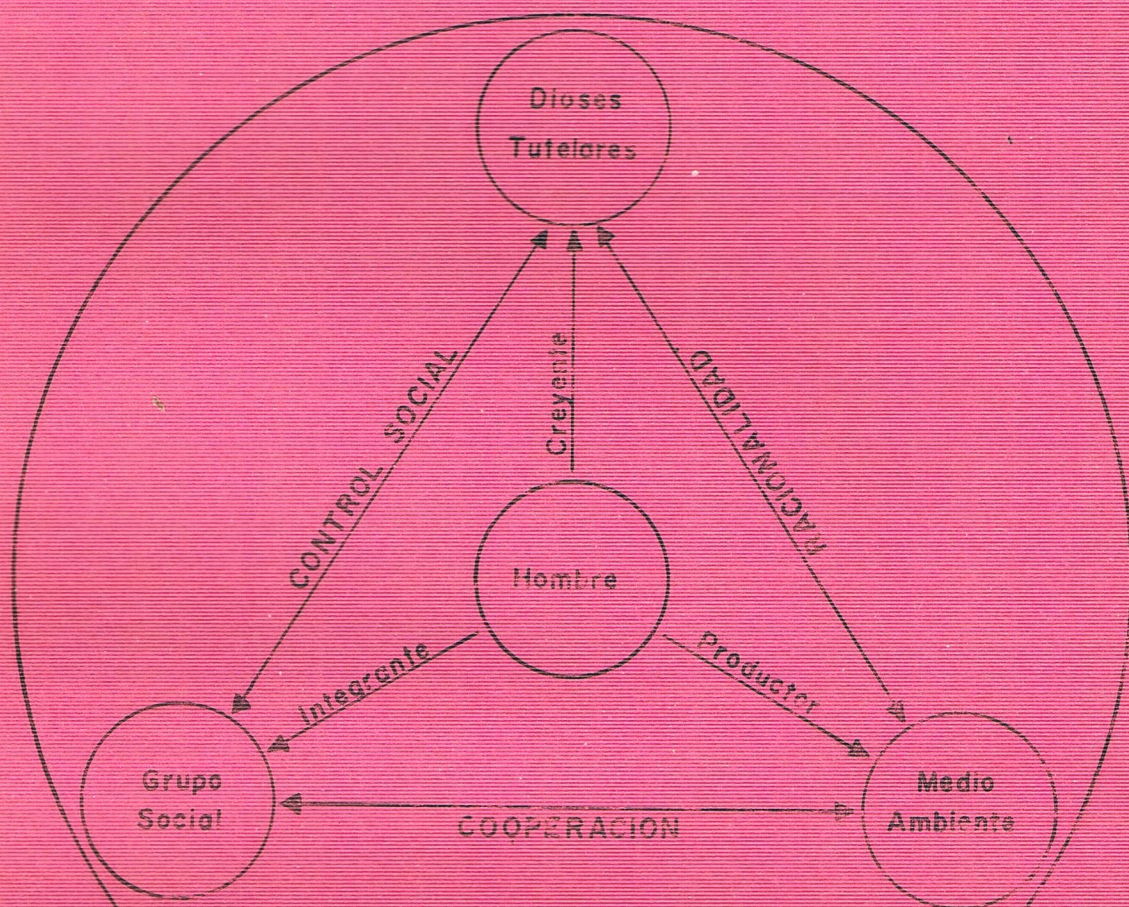 Dioses
Tutelares
Creyente
CONTROL SOCIAL
RACIONALIDAD
Hombre
Integrante
Productor
Grupo
Social
Medio
Ambiente
COOPERACION